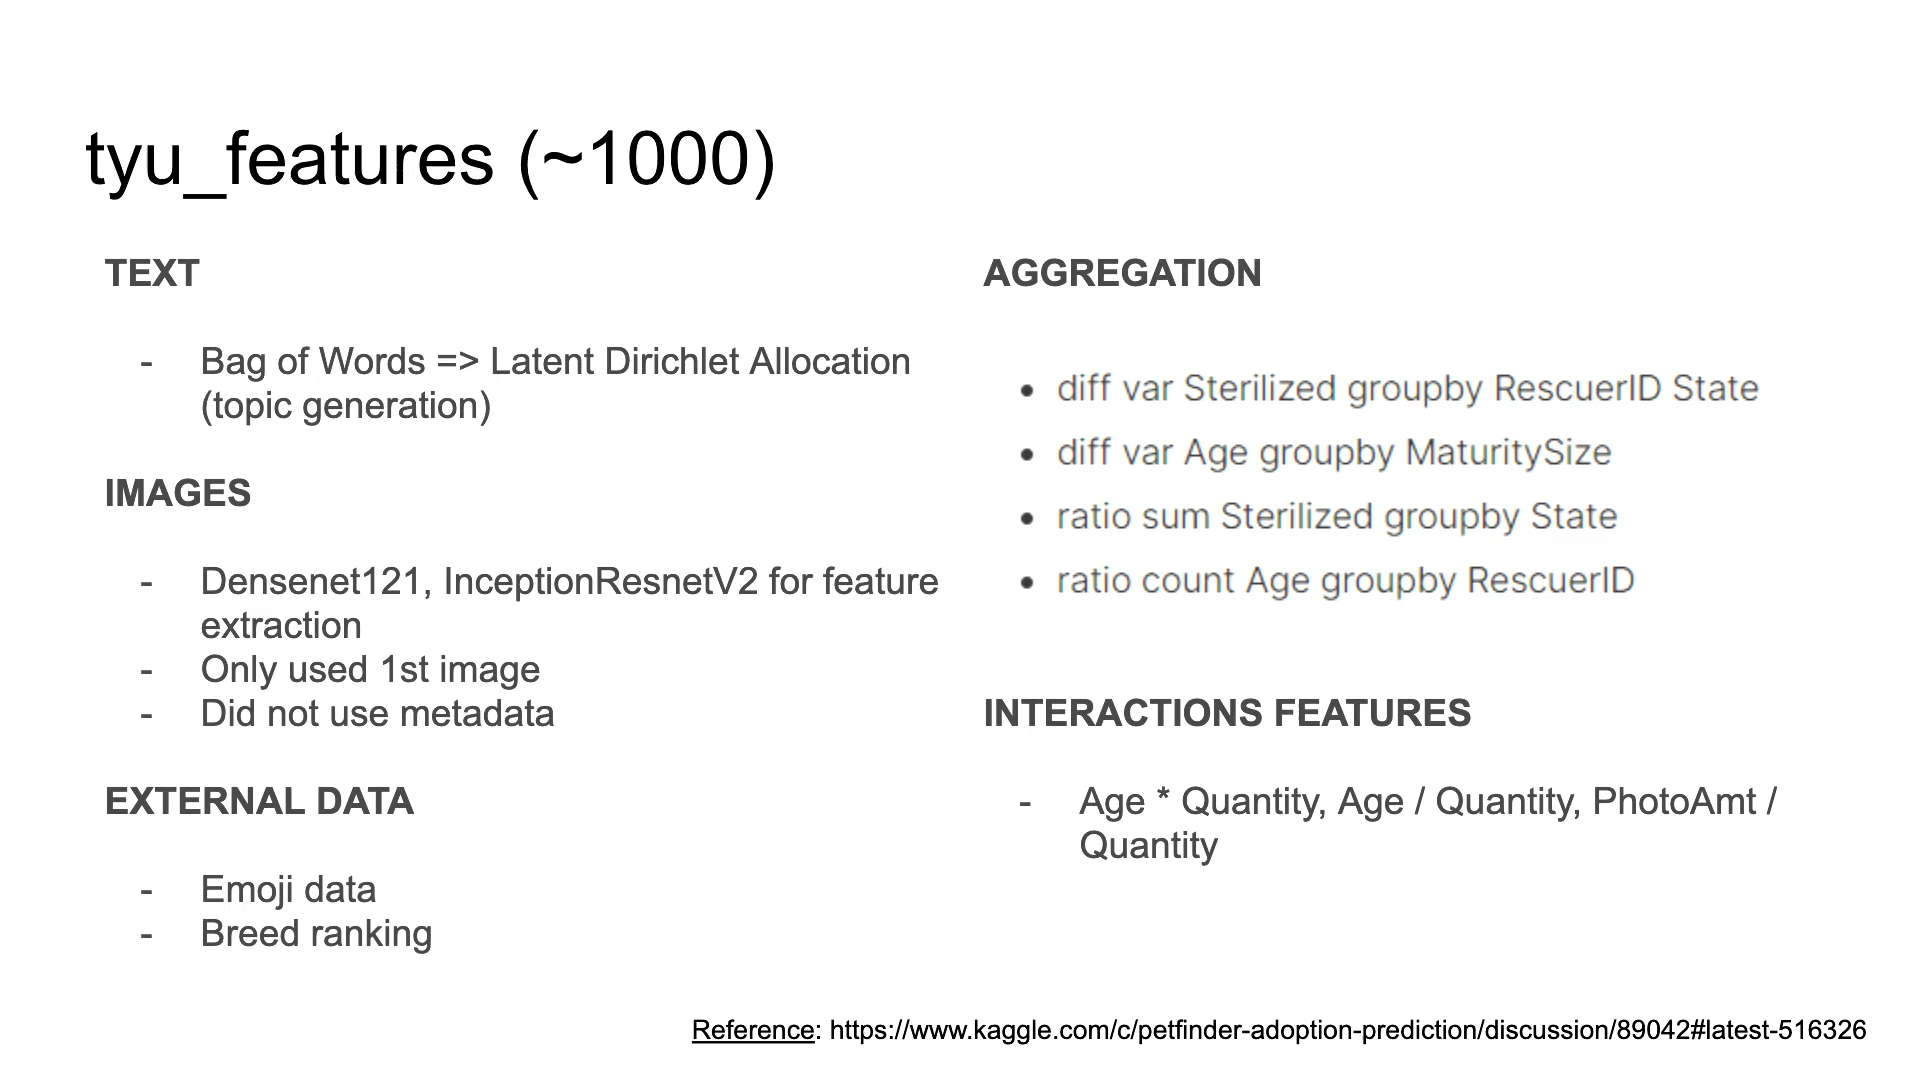 tyu_features (~1000)
TEXT
- Bag of Words => Latent Dirichlet Allocation
(topic generation)
IMAGES
- Densenet121, InceptionResnetV2 for feature
extraction
- Only used 1st image
- Did not use metadata
EXTERNAL DATA
- Emoji data
- Breed ranking
AGGREGATION
• diff var Sterilized groupby RescuerID State
• diff var Age groupby MaturitySize
• ratio sum Sterilized groupby State
• ratio count Age groupby RescuerID
INTERACTIONS FEATURES
- Age * Quantity, Age / Quantity, PhotoAmt /
Quantity
Reference: https://www.kaggle.com/c/petfinder-adoption-prediction/discussion/89042#latest-516326